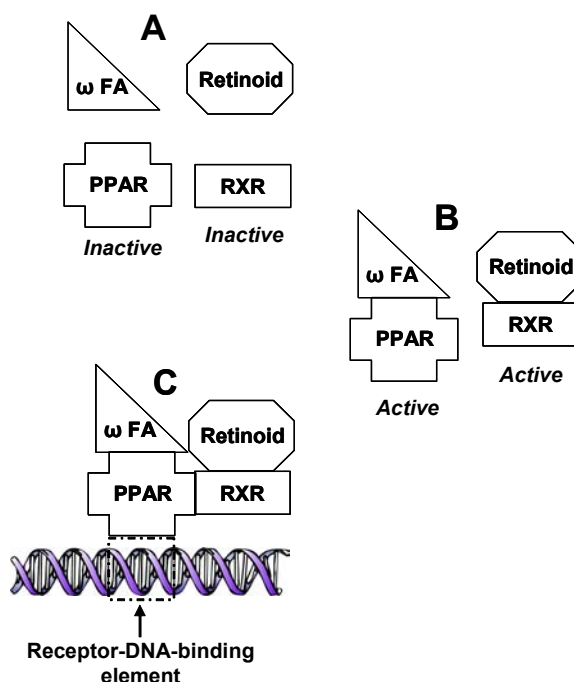 A
ω FA
Retinoid
PPAR
RXR
Inactive
Inactive
B
ω FA
Retinoid
PPAR
RXR
Active
Active
C
ω FA
Retinoid
PPAR
RXR
Receptor-DNA-binding
element